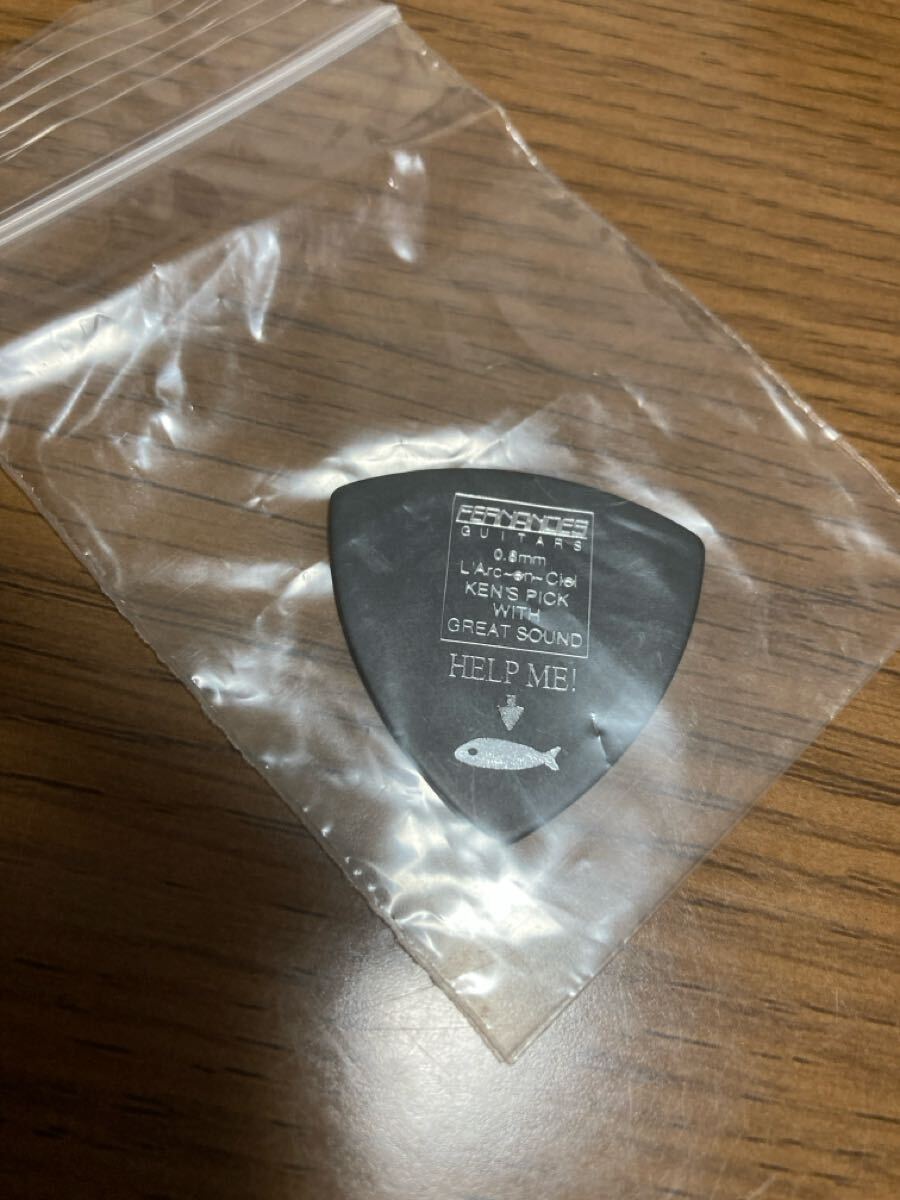 FERNANDES
GUITARS
0.8mm
L'Arc~en~Ciel
KEN'S PICK
WITH
GREAT SOUND
HELP ME!